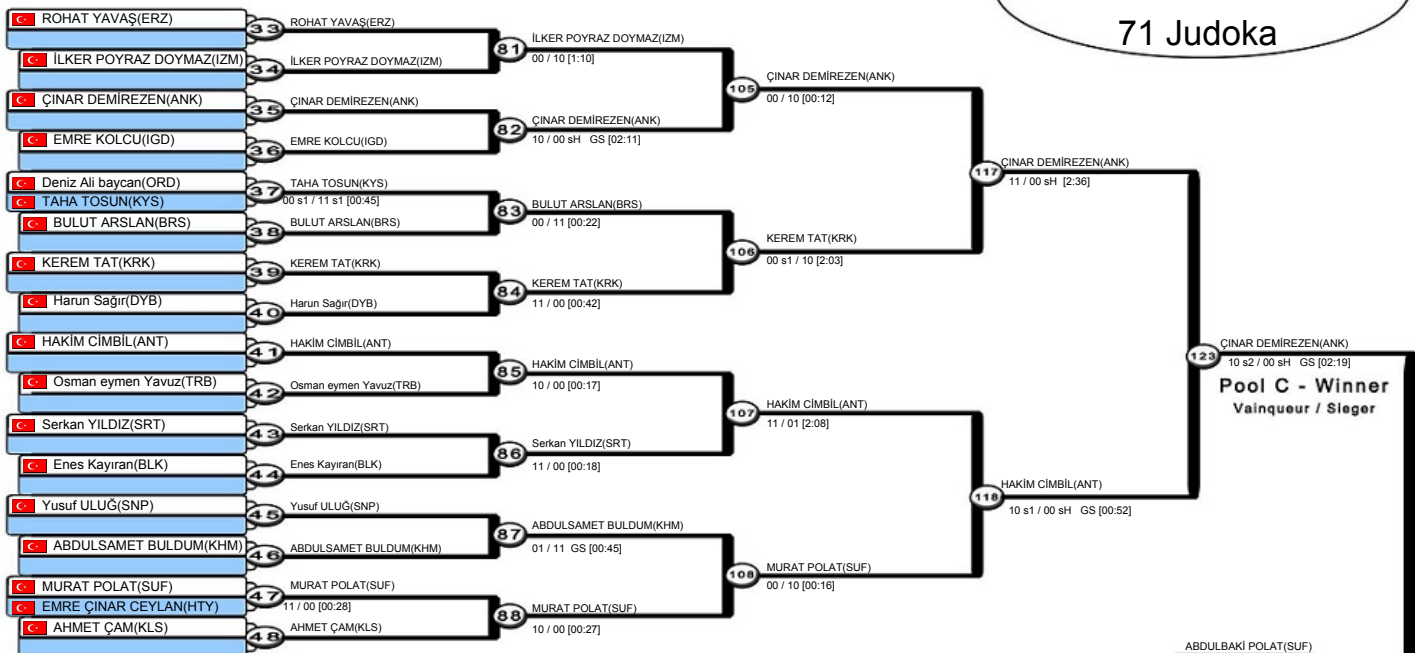 71 Judoka
ROHAT YAVAŞ(ERZ)
33
ROHAT YAVAŞ(ERZ)
İLKER POYRAZ DOYMAZ(IZM)
34
İLKER POYRAZ DOYMAZ(IZM)
81
İLKER POYRAZ DOYMAZ(IZM)
00 / 10 [1:10]
ÇINAR DEMİREZEN(ANK)
35
ÇINAR DEMİREZEN(ANK)
EMRE KOLCU(IGD)
36
EMRE KOLCU(IGD)
82
ÇINAR DEMİREZEN(ANK)
10 / 00 sH GS [02:11]
105
ÇINAR DEMİREZEN(ANK)
00 / 10 [00:12]
Deniz Ali baycan(ORD)
TAHA TOSUN(KYS)
37
TAHA TOSUN(KYS)
00 s1 / 11 s1 [00:45]
BULUT ARSLAN(BRS)
38
BULUT ARSLAN(BRS)
83
BULUT ARSLAN(BRS)
00 / 11 [00:22]
KEREM TAT(KRK)
39
KEREM TAT(KRK)
Harun Sağır(DYB)
40
Harun Sağır(DYB)
84
KEREM TAT(KRK)
11 / 00 [00:42]
106
KEREM TAT(KRK)
00 s1 / 10 [2:03]
117
ÇINAR DEMİREZEN(ANK)
11 / 00 sH [2:36]
HAKİM CİMBİL(ANT)
41
HAKİM CİMBİL(ANT)
Osman eymen Yavuz(TRB)
42
Osman eymen Yavuz(TRB)
85
HAKİM CİMBİL(ANT)
10 / 00 [00:17]
Serkan YILDIZ(SRT)
43
Serkan YILDIZ(SRT)
Enes Kayıran(BLK)
44
Enes Kayıran(BLK)
86
Serkan YILDIZ(SRT)
11 / 00 [00:18]
107
HAKİM CİMBİL(ANT)
11 / 01 [2:08]
Yusuf ULUĞ(SNP)
45
Yusuf ULUĞ(SNP)
ABDULSAMET BULDUM(KHM)
46
ABDULSAMET BULDUM(KHM)
87
ABDULSAMET BULDUM(KHM)
01 / 11 GS [00:45]
MURAT POLAT(SUF)
EMRE ÇINAR CEYLAN(HTY)
47
MURAT POLAT(SUF)
11 / 00 [00:28]
AHMET ÇAM(KLS)
48
AHMET ÇAM(KLS)
88
MURAT POLAT(SUF)
10 / 00 [00:27]
108
MURAT POLAT(SUF)
00 / 10 [00:16]
118
HAKİM CİMBİL(ANT)
10 s1 / 00 sH GS [00:52]
123
ÇINAR DEMİREZEN(ANK)
10 s2 / 00 sH GS [02:19]
Pool C - Winner
Vainqueur / Sieger
ABDULBAKİ POLAT(SUF)